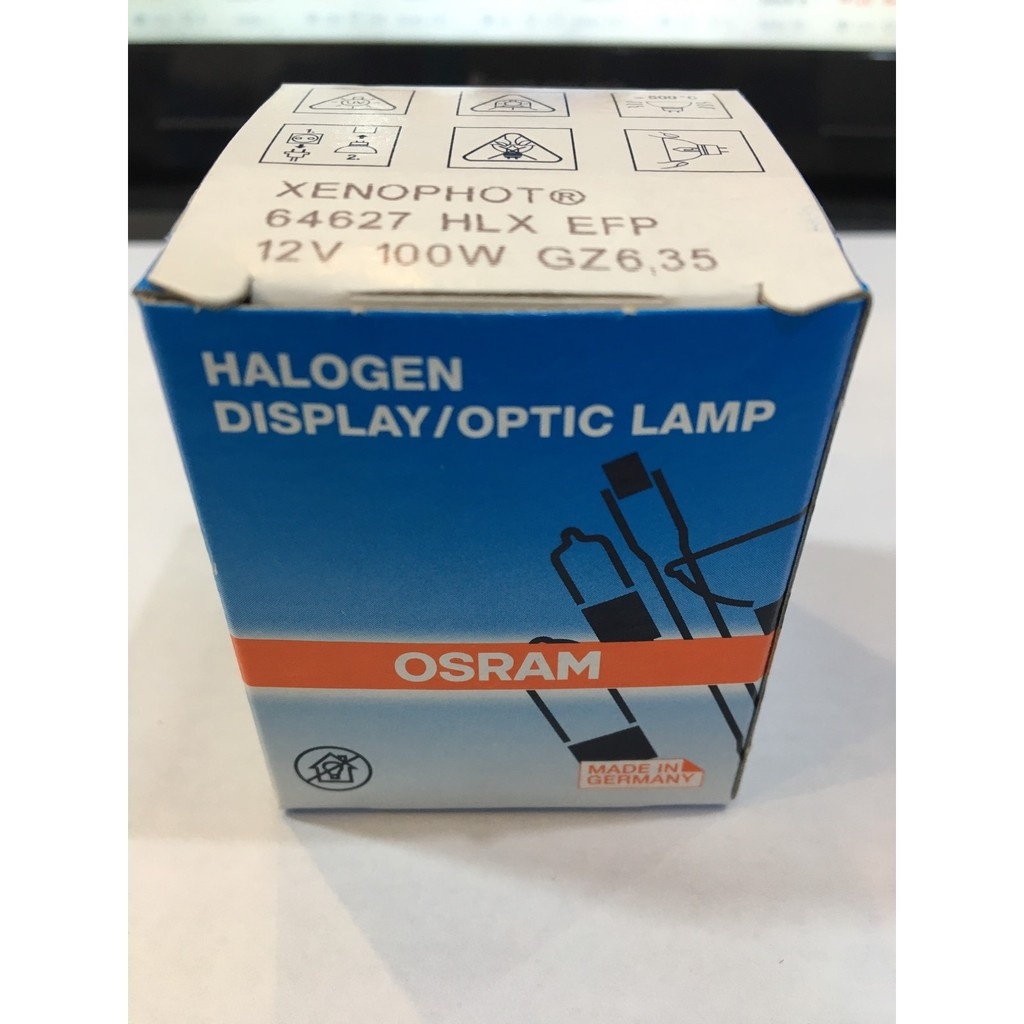 XENOPHOT®
64627 HLX EFP
12V 100W GZ6,35
HALOGEN
DISPLAY/OPTIC LAMP
OSRAM
MADE IN
GERMANY